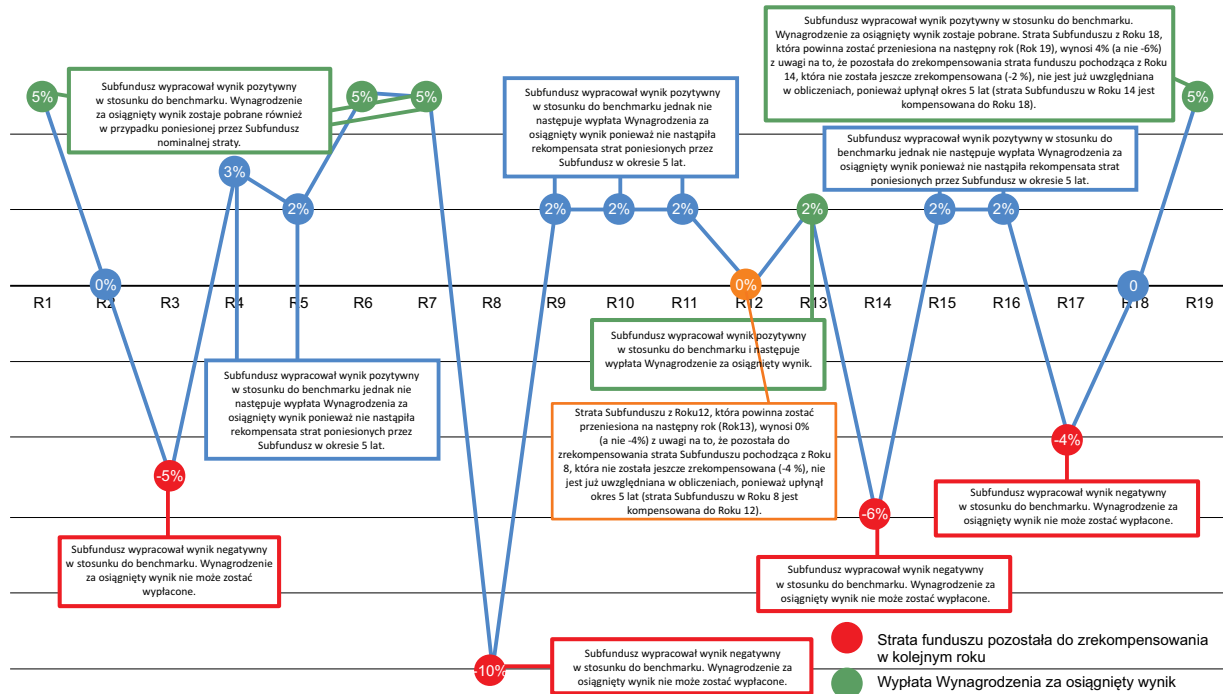 Subfundusz wypracował wynik pozytywny w stosunku do benchmarku.
Wynagrodzenie za osiągnięty wynik zostaje pobrane. Strata Subfunduszu z Roku 18,
która powinna zostać przeniesiona na następny rok (Rok 19), wynosi 4% (a nie -6%)
z uwagi na to, że pozostała do zrekompensowania strata funduszu pochodząca z Roku
14, która nie została jeszcze zrekompensowana (-2 %), nie jest już uwzględniana
w obliczeniach, ponieważ upłynął okres 5 lat (strata Subfunduszu w Roku 14 jest
kompensowana do Roku 18).
Subfundusz wypracował wynik pozytywny
w stosunku do benchmarku. Wynagrodzenie
za osiągnięty wynik zostaje pobrane również
w przypadku poniesionej przez Subfundusz
nominalnej straty.
Subfundusz wypracował wynik pozytywny
w stosunku do benchmarku jednak nie
następuje wypłata Wynagrodzenia za
osiągnięty wynik ponieważ nie nastąpiła
rekompensata strat poniesionych przez
Subfundusz w okresie 5 lat.
Subfundusz wypracował wynik pozytywny w stosunku do
benchmarku jednak nie następuje wypłata Wynagrodzenia za
osiągnięty wynik ponieważ nie nastąpiła rekompensata strat
poniesionych przez Subfundusz w okresie 5 lat.
5% 5% 5% 5%
3%
2% 2% 2% 2% 2% 2% 2%
0% 0% 0
R1 R2 R3 R4 R5 R6 R7 R8 R9 R10 R11 R12 R13 R14 R15 R16 R17 R18 R19
Subfundusz wypracował wynik pozytywny
w stosunku do benchmarku i następuje
wypłata Wynagrodzenia za osiągnięty wynik.
Subfundusz wypracował wynik pozytywny
w stosunku do benchmarku jednak nie
następuje wypłata Wynagrodzenia za
osiągnięty wynik ponieważ nie nastąpiła
rekompensata strat poniesionych przez
Subfundusz w okresie 5 lat.
Strata Subfunduszu z Roku12, która powinna zostać
przeniesiona na następny rok (Rok13), wynosi 0%
(a nie -4%) z uwagi na to, że pozostała do
zrekompensowania strata Subfunduszu pochodząca z Roku
8, która nie została jeszcze zrekompensowana (-4 %), nie
jest już uwzględniana w obliczeniach, ponieważ upłynął
okres 5 lat (strata Subfunduszu w Roku 8 jest
kompensowana do Roku 12).
-4%
-5%
-6%
Subfundusz wypracował wynik negatywny
w stosunku do benchmarku. Wynagrodzenie za
osiągnięty wynik nie może zostać wypłacone.
Subfundusz wypracował wynik negatywny
w stosunku do benchmarku. Wynagrodzenie
za osiągnięty wynik nie może zostać
wypłacone.
Subfundusz wypracował wynik negatywny
w stosunku do benchmarku. Wynagrodzenie za
osiągnięty wynik nie może zostać wypłacone.
-10%
Subfundusz wypracował wynik negatywny
w stosunku do benchmarku. Wynagrodzenie za
osiągnięty wynik nie może zostać wypłacone.
Strata funduszu pozostała do zrekompensowania
w kolejnym roku
Wypłata Wynagrodzenia za osiągnięty wynik